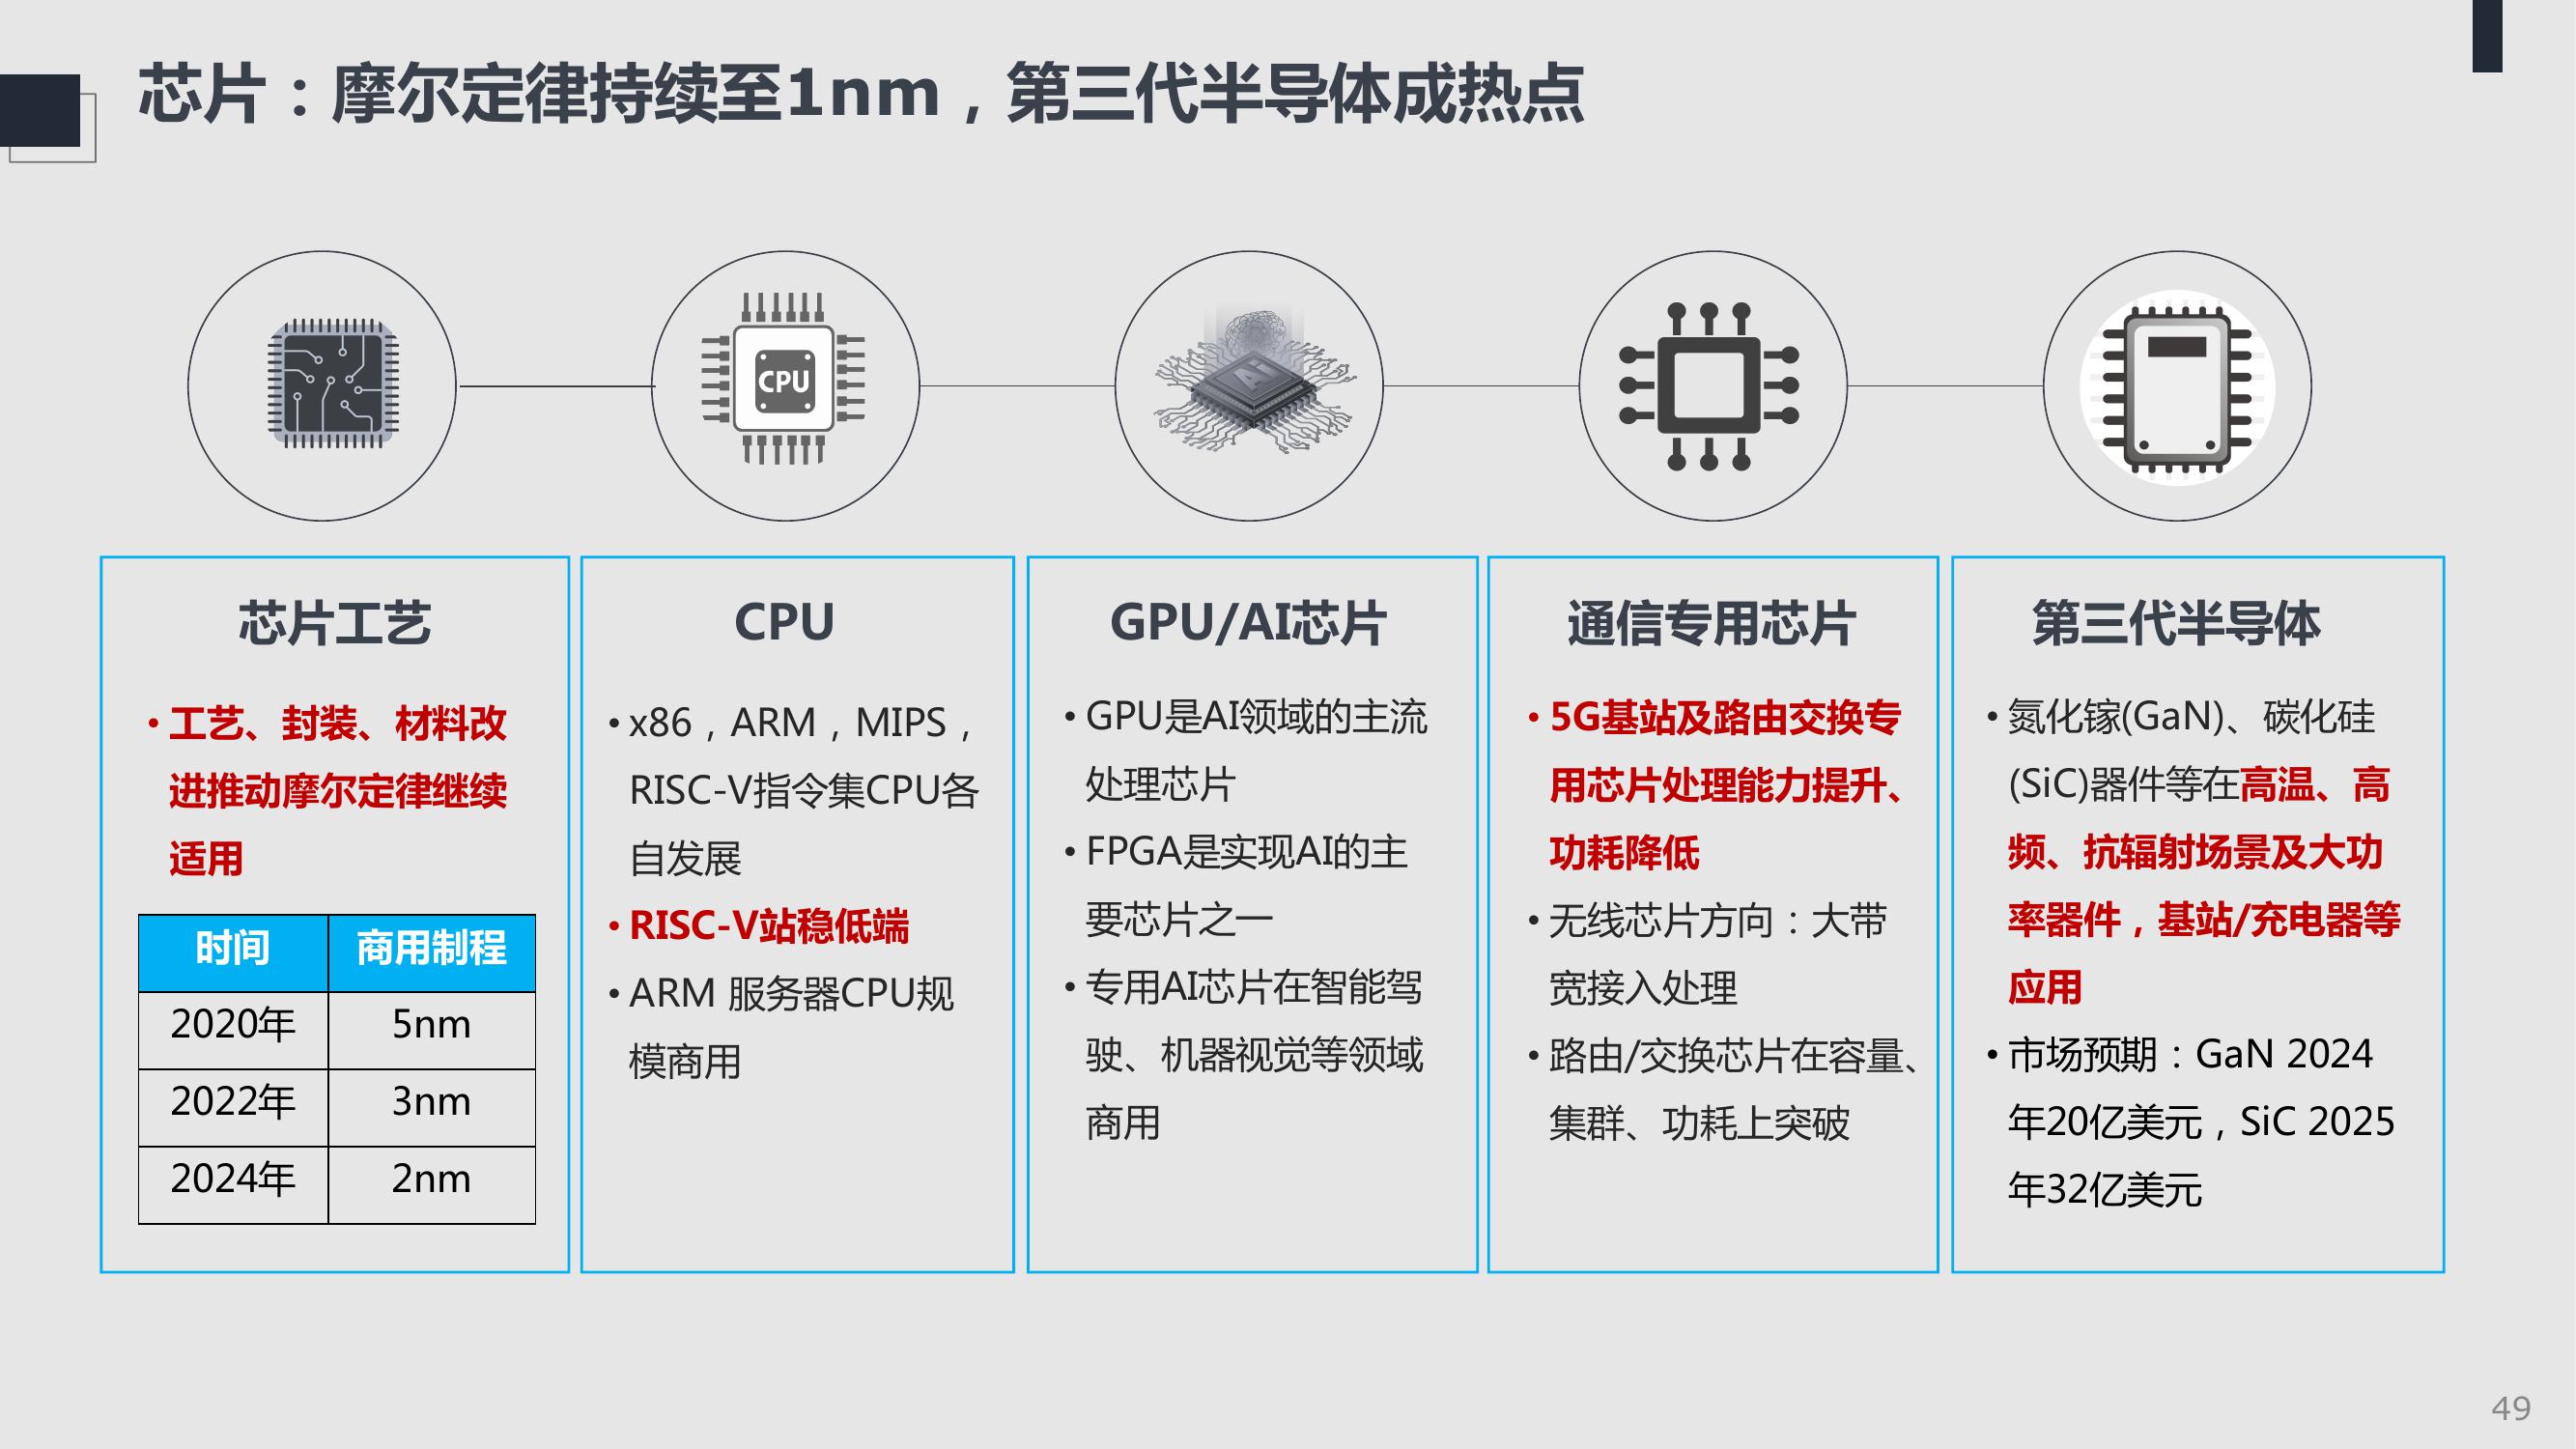 芯片：摩尔定律持续至1nm，第三代半导体成热点
CPU
AI
芯片工艺
• 工艺、封装、材料改
进推动摩尔定律继续
适用
时间 商用制程
2020年 5nm
2022年 3nm
2024年 2nm
CPU
• x86，ARM，MIPS，
RISC-V指令集CPU各
自发展
• RISC-V站稳低端
• ARM 服务器CPU规
模商用
GPU/AI芯片
• GPU是AI领域的主流
处理芯片
• FPGA是实现AI的主
要芯片之一
• 专用AI芯片在智能驾
驶、机器视觉等领域
商用
通信专用芯片
• 5G基站及路由交换专
用芯片处理能力提升、
功耗降低
• 无线芯片方向：大带
宽接入处理
• 路由/交换芯片在容量、
集群、功耗上突破
第三代半导体
• 氮化镓(GaN)、碳化硅
(SiC)器件等在高温、高
频、抗辐射场景及大功
率器件，基站/充电器等
应用
• 市场预期：GaN 2024
年20亿美元，SiC 2025
年32亿美元
49